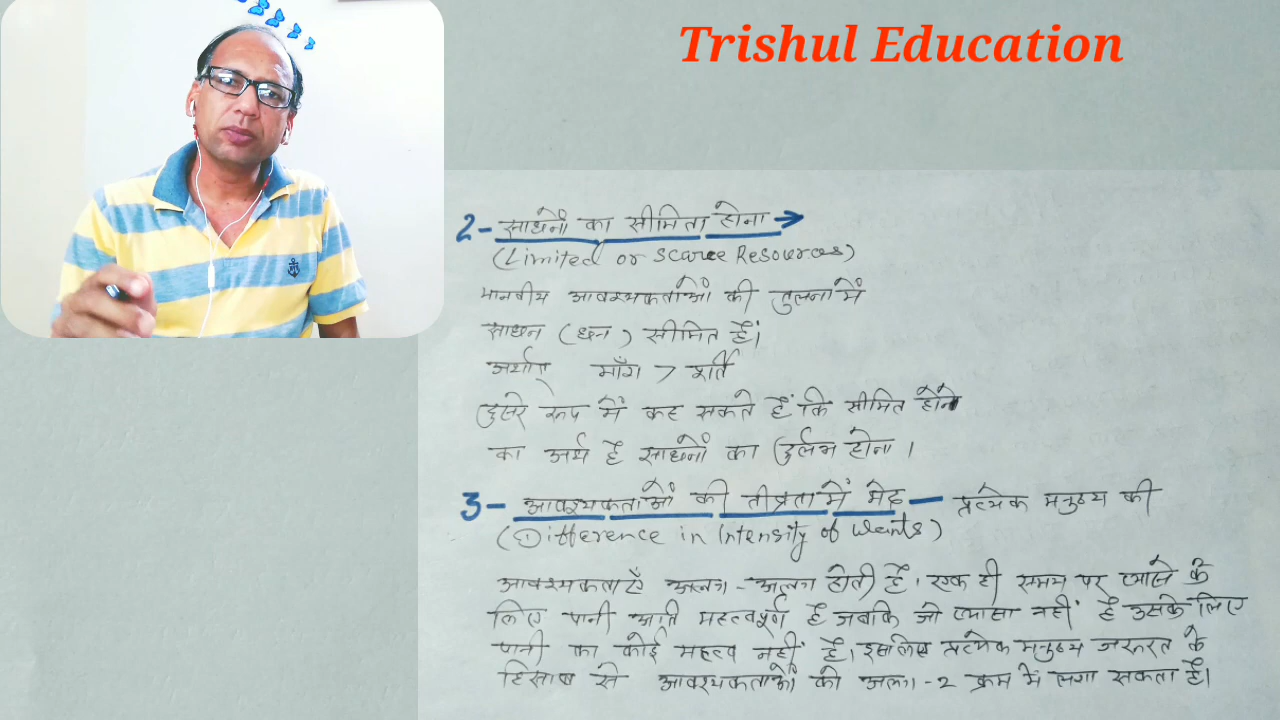 Trishul Education
2- साधनों का सीमिता होना →
(Limited or Scarce Resources)
मानवीय आवश्यकताओं की तुलना में
साधन (धन) सीमित हैं।
अर्थात् माँग > पूर्ति
दुसरे रूप में कह सकते हैं कि सीमित होने
का अर्थ है साधनों का दुर्लभ होना।
3- आवश्यकताओं की तीव्रता में भेद — प्रत्येक मनुष्य की
(Difference in Intensity of Wants)
आवश्यकताएँ अलग-अलग होती है। एक ही समय पर प्यासे के
लिए पानी अति महत्वपूर्ण है जबकि जो प्यासा नहीं है उसके लिए
पानी का कोई महत्व नहीं है। इसलिए प्रत्येक मनुष्य जरूरत के
हिसाब से आवश्यकताओं को अलग-2 क्रम में लगा सकता है।